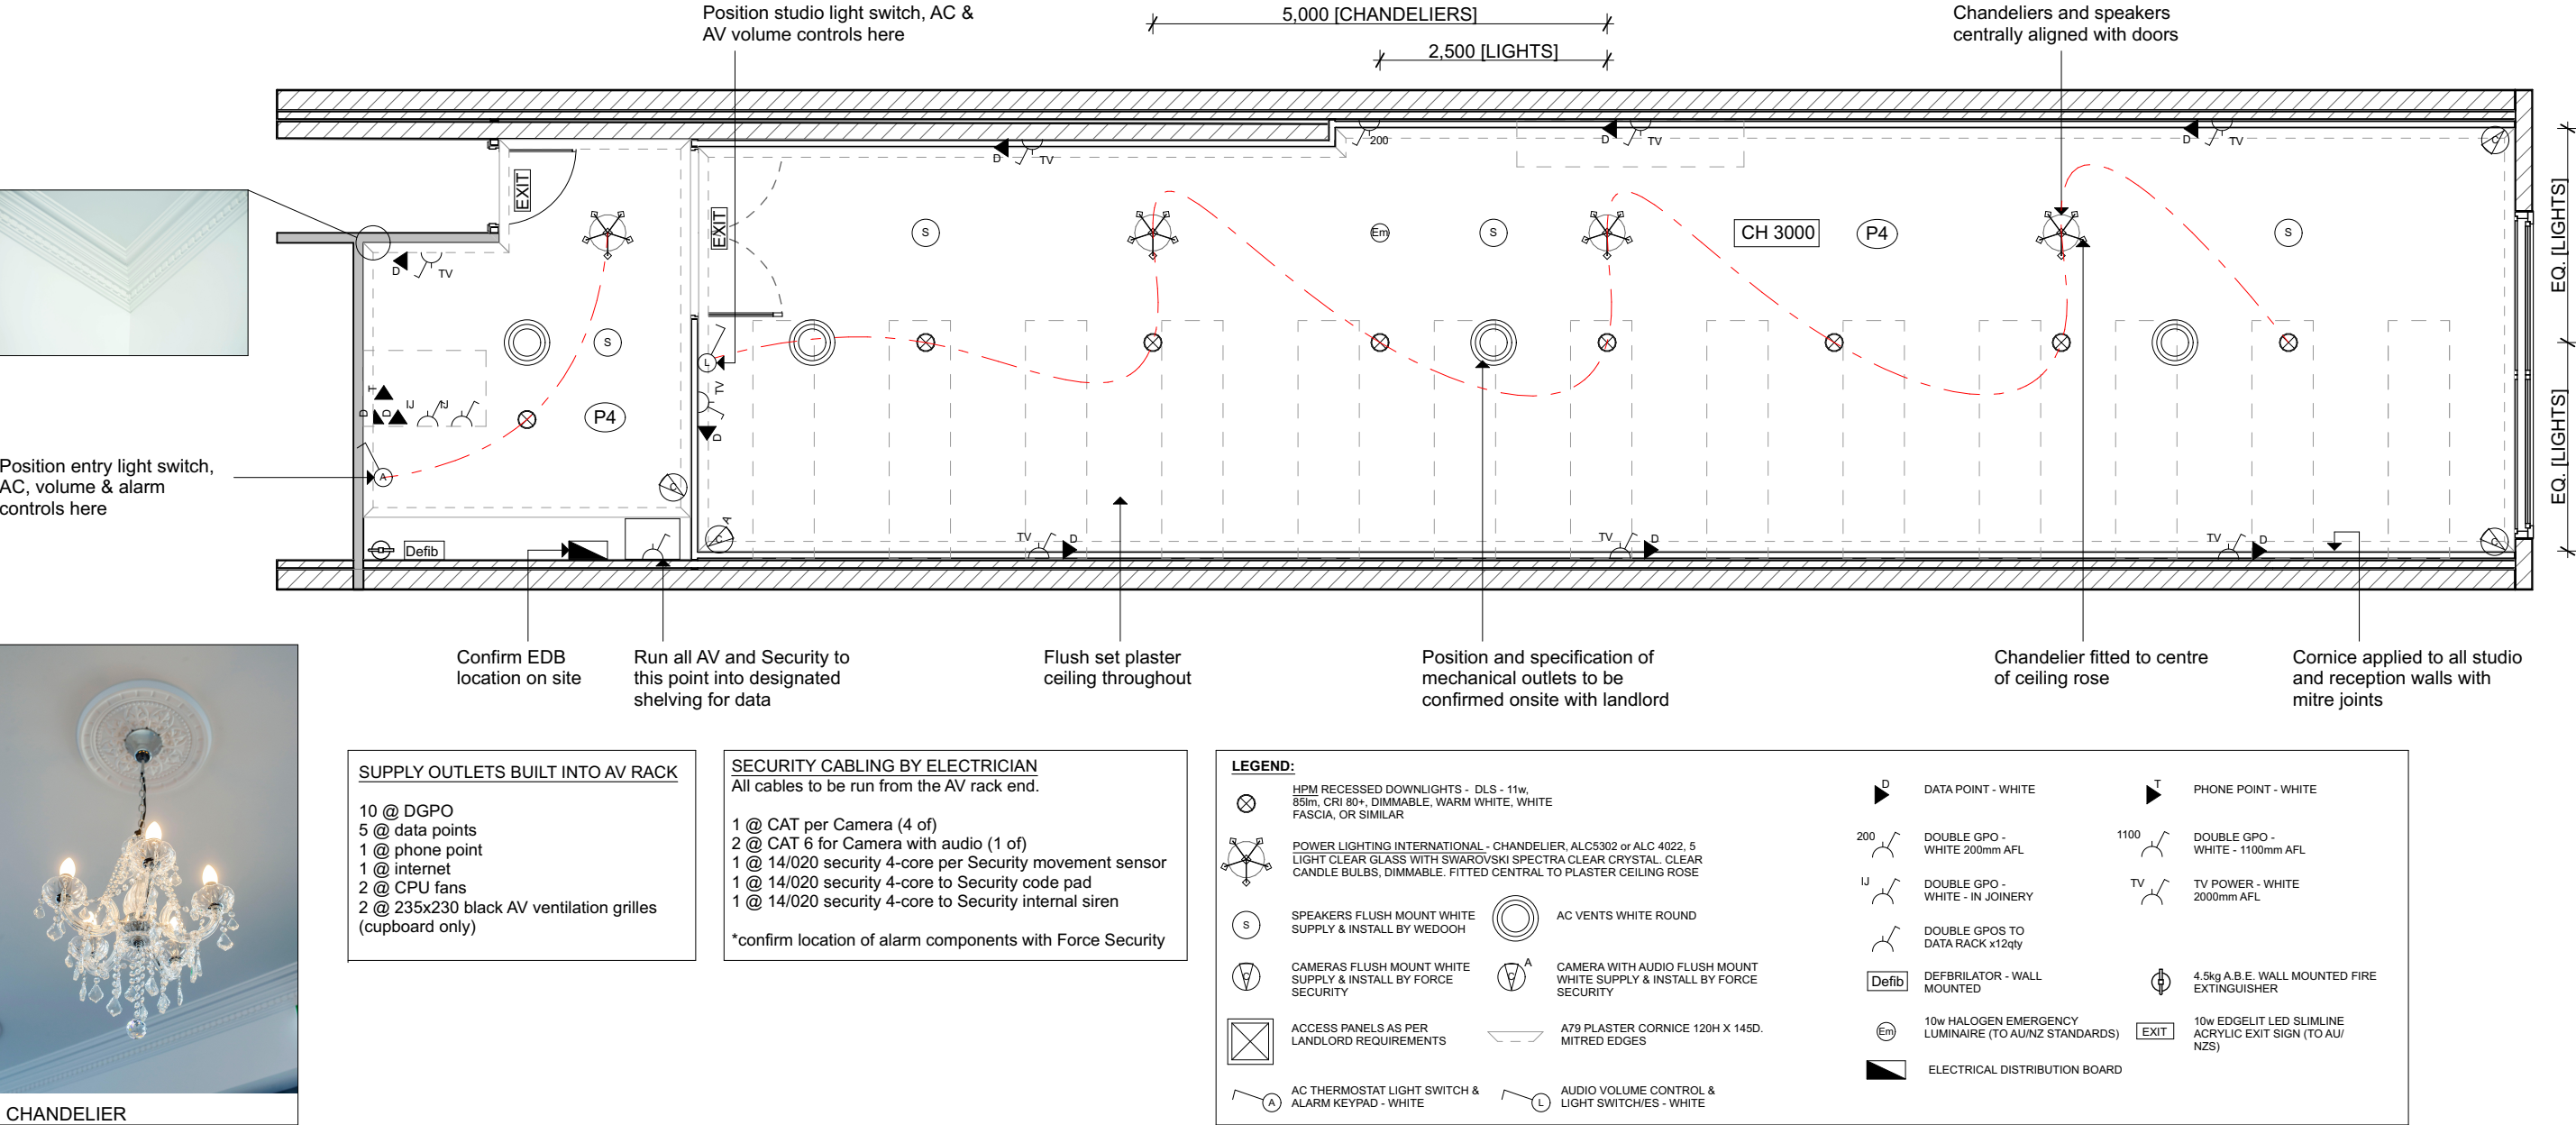 Position studio light switch, AC &
AV volume controls here
5,000 [CHANDELIERS]
2,500 [LIGHTS]
Chandeliers and speakers
centrally aligned with doors
D
TV
200
D
TV
D
TV
C
EXIT
EXIT
S
Em
S
CH 3000
P4
S
EQ. [LIGHTS]
EQ. [LIGHTS]
D
TV
S
L
TV
D
T
D
D
IJ
IJ
P4
A
C
Position entry light switch,
AC, volume & alarm
controls here
Defib
C
A
TV
D
TV
D
TV
D
C
Confirm EDB
location on site
Run all AV and Security to
this point into designated
shelving for data
Flush set plaster
ceiling throughout
Position and specification of
mechanical outlets to be
confirmed onsite with landlord
Chandelier fitted to centre
of ceiling rose
Cornice applied to all studio
and reception walls with
mitre joints
CHANDELIER
SUPPLY OUTLETS BUILT INTO AV RACK
10 @ DGPO
5 @ data points
1 @ phone point
1 @ internet
2 @ CPU fans
2 @ 235x230 black AV ventilation grilles
(cupboard only)
SECURITY CABLING BY ELECTRICIAN
All cables to be run from the AV rack end.
1 @ CAT per Camera (4 of)
2 @ CAT 6 for Camera with audio (1 of)
1 @ 14/020 security 4-core per Security movement sensor
1 @ 14/020 security 4-core to Security code pad
1 @ 14/020 security 4-core to Security internal siren
*confirm location of alarm components with Force Security
LEGEND:
HPM RECESSED DOWNLIGHTS - DLS - 11w,
85lm, CRI 80+, DIMMABLE, WARM WHITE, WHITE
FASCIA, OR SIMILAR
POWER LIGHTING INTERNATIONAL - CHANDELIER, ALC5302 or ALC 4022, 5
LIGHT CLEAR GLASS WITH SWAROVSKI SPECTRA CLEAR CRYSTAL. CLEAR
CANDLE BULBS, DIMMABLE. FITTED CENTRAL TO PLASTER CEILING ROSE
S
SPEAKERS FLUSH MOUNT WHITE
SUPPLY & INSTALL BY WEDOOH
AC VENTS WHITE ROUND
C
CAMERAS FLUSH MOUNT WHITE
SUPPLY & INSTALL BY FORCE
SECURITY
C
A
CAMERA WITH AUDIO FLUSH MOUNT
WHITE SUPPLY & INSTALL BY FORCE
SECURITY
ACCESS PANELS AS PER
LANDLORD REQUIREMENTS
A79 PLASTER CORNICE 120H X 145D.
MITRED EDGES
A
AC THERMOSTAT LIGHT SWITCH &
ALARM KEYPAD - WHITE
L
AUDIO VOLUME CONTROL &
LIGHT SWITCH/ES - WHITE
D
DATA POINT - WHITE
T
PHONE POINT - WHITE
200
DOUBLE GPO -
WHITE 200mm AFL
1100
DOUBLE GPO -
WHITE - 1100mm AFL
IJ
DOUBLE GPO -
WHITE - IN JOINERY
TV
TV POWER - WHITE
2000mm AFL
DOUBLE GPOS TO
DATA RACK x12qty
Defib
DEFBRILATOR - WALL
MOUNTED
4.5kg A.B.E. WALL MOUNTED FIRE
EXTINGUISHER
Em
10w HALOGEN EMERGENCY
LUMINAIRE (TO AU/NZ STANDARDS)
EXIT
10w EDGELIT LED SLIMLINE
ACRYLIC EXIT SIGN (TO AU/
NZS)
ELECTRICAL DISTRIBUTION BOARD